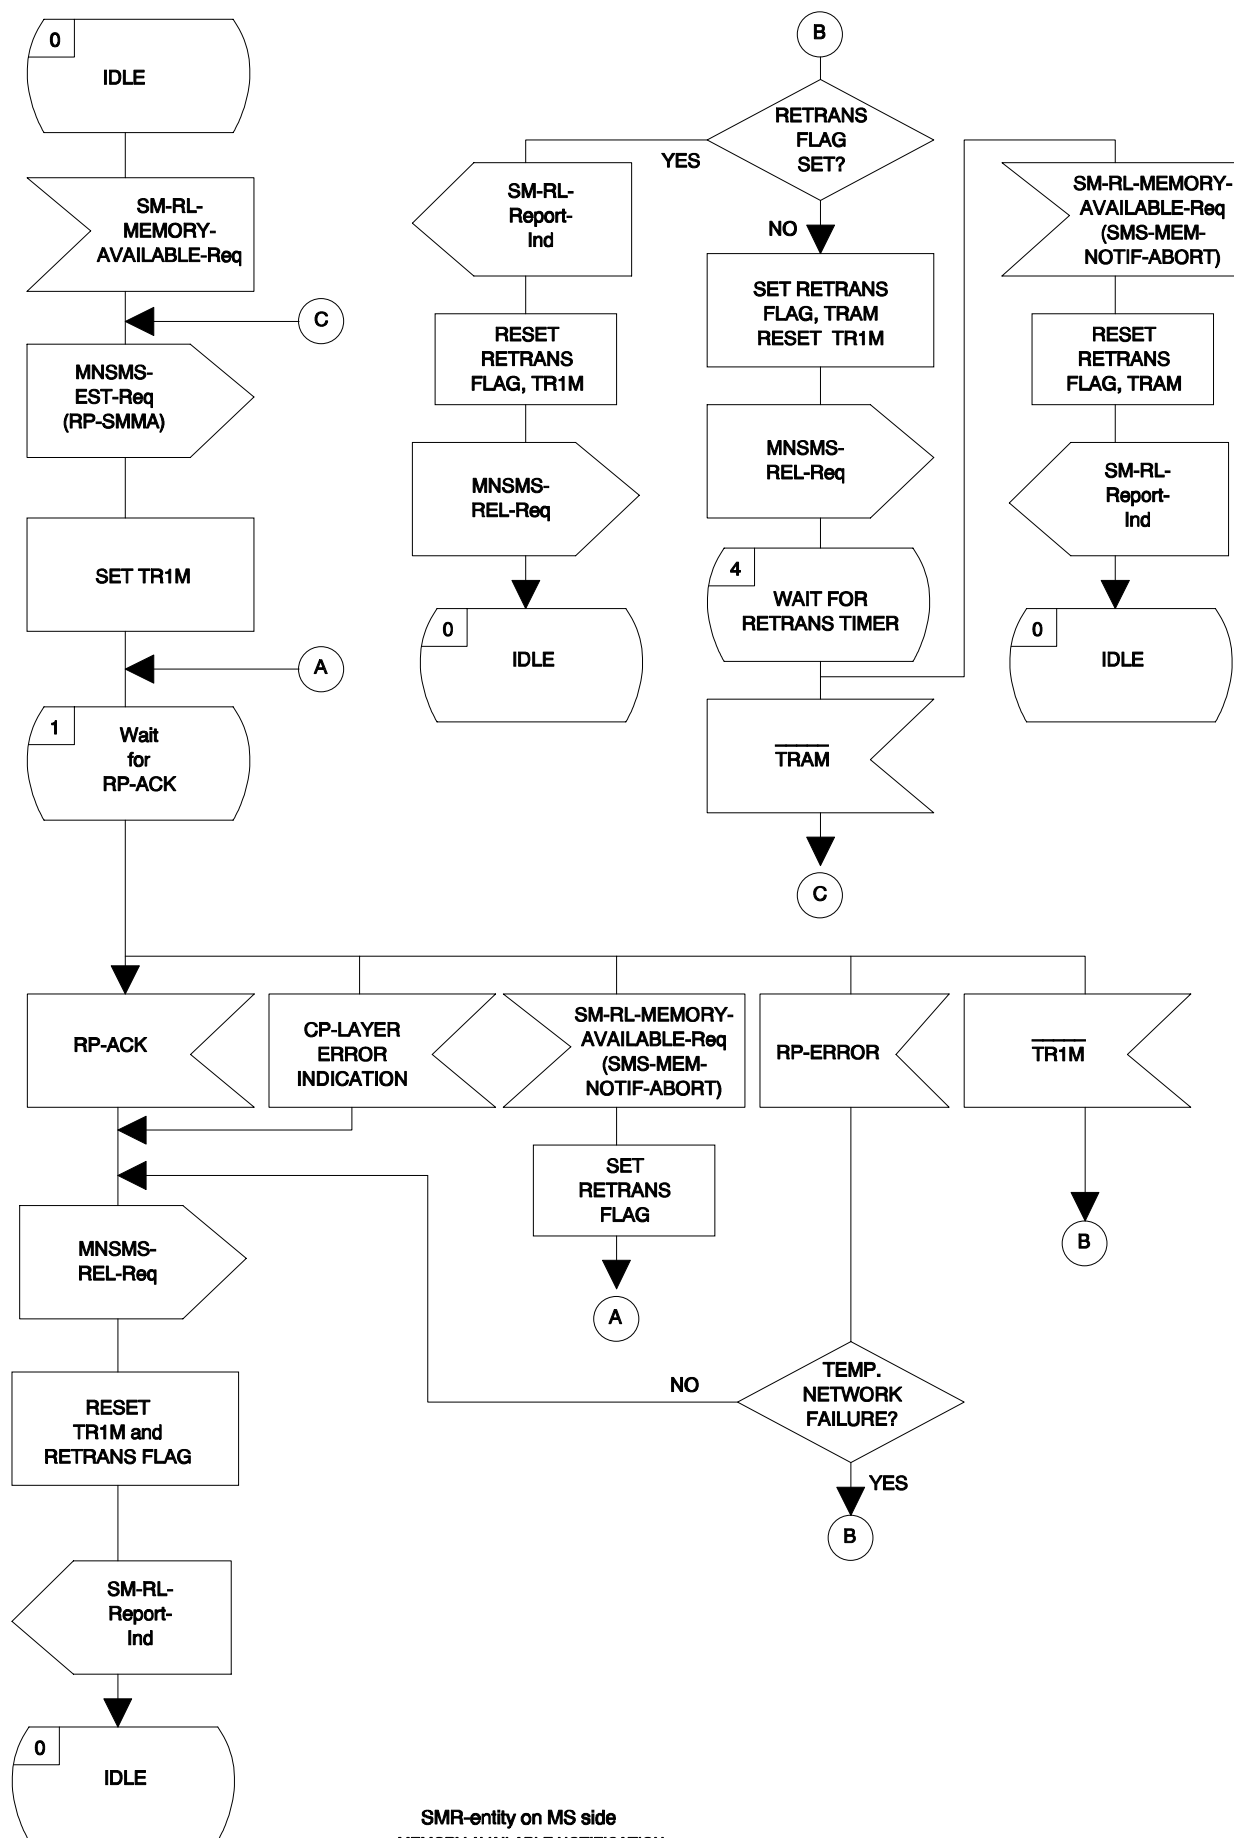 0
IDLE
SM-RL-
MEMORY-
AVAILABLE-Req
C
MNSMS-
EST-Req
(RP-SMMA)
SET TR1M
A
1
Wait
for
RP-ACK
B
RETRANS
FLAG
SET?
YES
NO
SM-RL-
Report-
Ind
RESET
RETRANS
FLAG, TR1M
MNSMS-
REL-Req
0
IDLE
SET RETRANS
FLAG, TRAM
RESET TR1M
MNSMS-
REL-Req
4
WAIT FOR
RETRANS TIMER
TRAM
C
SM-RL-MEMORY-
AVAILABLE-Req
(SMS-MEM-
NOTIF-ABORT)
RESET
RETRANS
FLAG, TRAM
SM-RL-
Report-
Ind
0
IDLE
RP-ACK
CP-LAYER
ERROR
INDICATION
SM-RL-MEMORY-
AVAILABLE-Req
(SMS-MEM-
NOTIF-ABORT)
RP-ERROR
TR1M
SET
RETRANS
FLAG
A
B
MNSMS-
REL-Req
TEMP.
NETWORK
FAILURE?
NO
YES
B
RESET
TR1M and
RETRANS FLAG
SM-RL-
Report-
Ind
0
IDLE
SMR-entity on MS side
MEMORY AVAILABLE NOTIFICATION